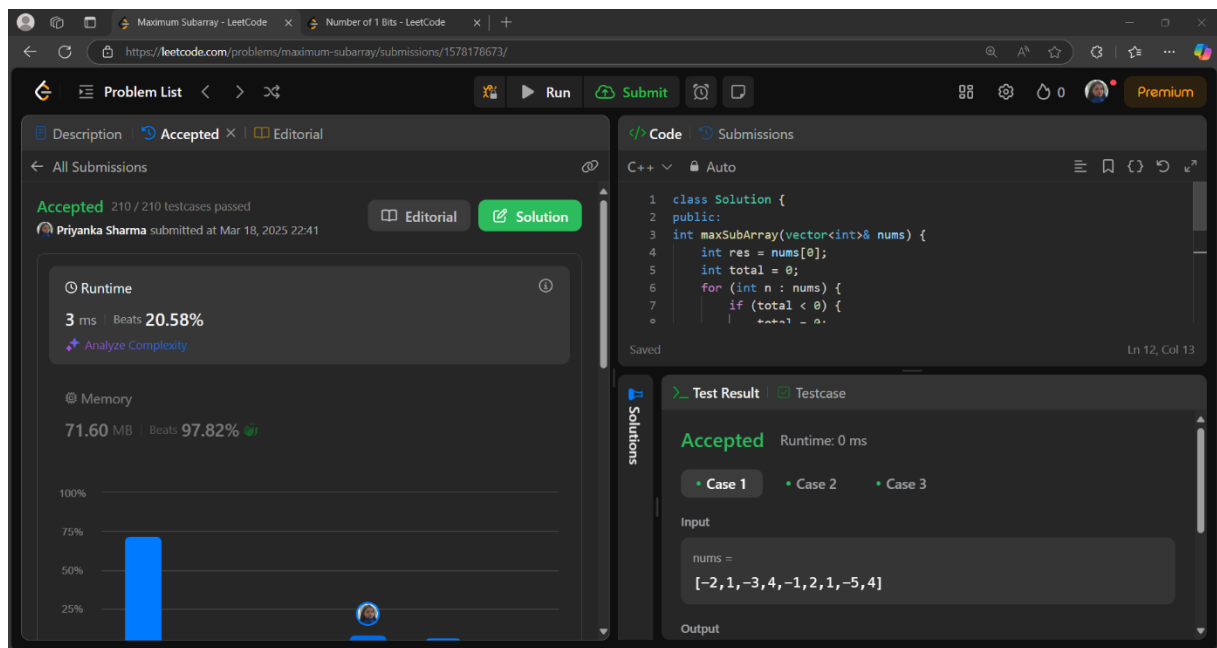 Maximum Subarray - LeetCode
Number of 1 Bits - LeetCode
https://leetcode.com/problems/maximum-subarray/submissions/1578178673/
Problem List
Run
Submit
0
Premium
Description
Accepted
Editorial
All Submissions
Accepted 210 / 210 testcases passed
Priyanka Sharma submitted at Mar 18, 2025 22:41
Editorial
Solution
Runtime
3 ms Beats 20.58%
Analyze Complexity
Memory
71.60 MB Beats 97.82%
100%
75%
50%
25%
</> Code
Submissions
C++
Auto
1 class Solution {
2 public:
3 int maxSubArray(vector<int>& nums) {
4 int res = nums[0];
5 int total = 0;
6 for (int n : nums) {
7 if (total < 0) {
8 total = 0;
Saved
Ln 12, Col 13
Solutions
Test Result
Testcase
Accepted Runtime: 0 ms
• Case 1 • Case 2 • Case 3
Input
nums =
[-2,1,-3,4,-1,2,1,-5,4]
Output